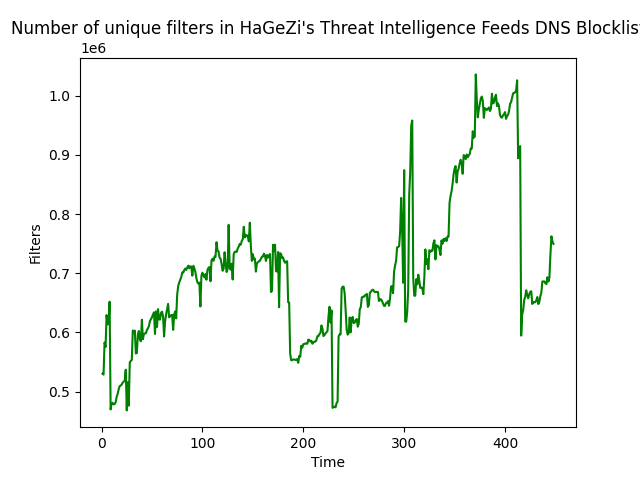 Number of unique filters in HaGeZi's Threat Intelligence Feeds DNS Blocklis
1e6
1.0
0.9
0.8
0.7
0.6
0.5
Filters
0 100 200 300 400
Time